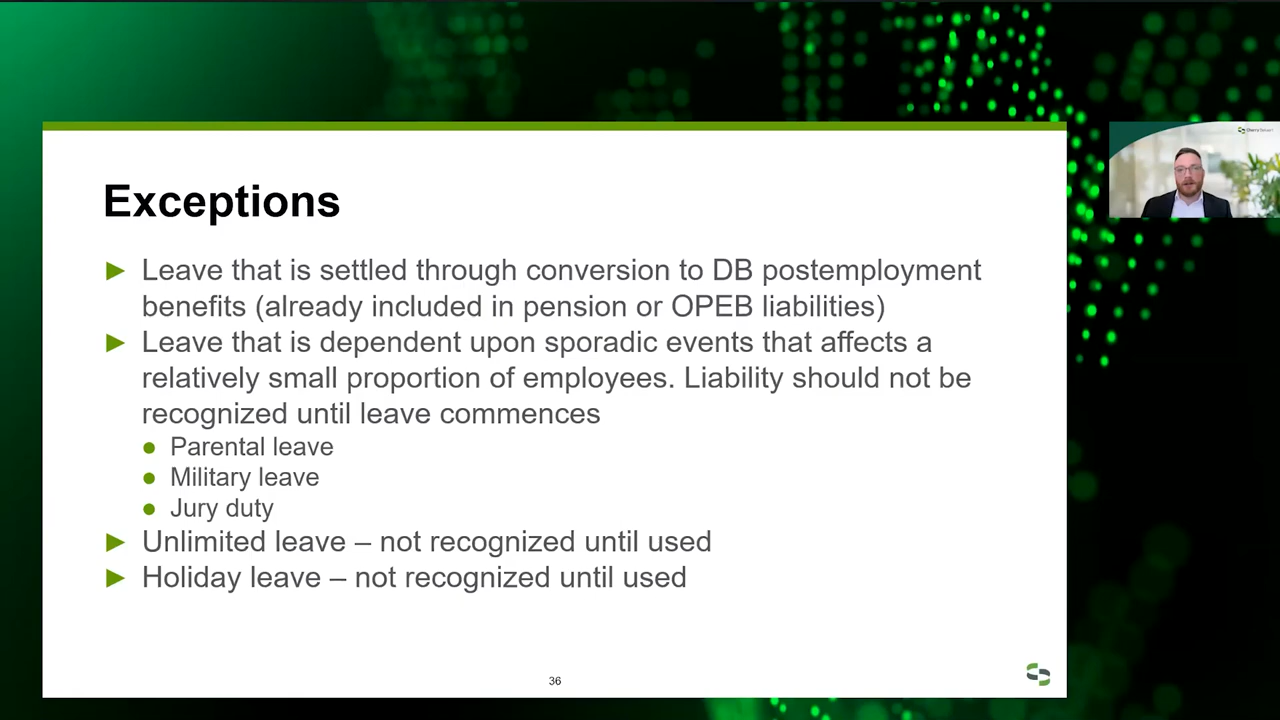 Exceptions
► Leave that is settled through conversion to DB postemployment
benefits (already included in pension or OPEB liabilities)
► Leave that is dependent upon sporadic events that affects a
relatively small proportion of employees. Liability should not be
recognized until leave commences
● Parental leave
● Military leave
● Jury duty
► Unlimited leave – not recognized until used
► Holiday leave – not recognized until used
36